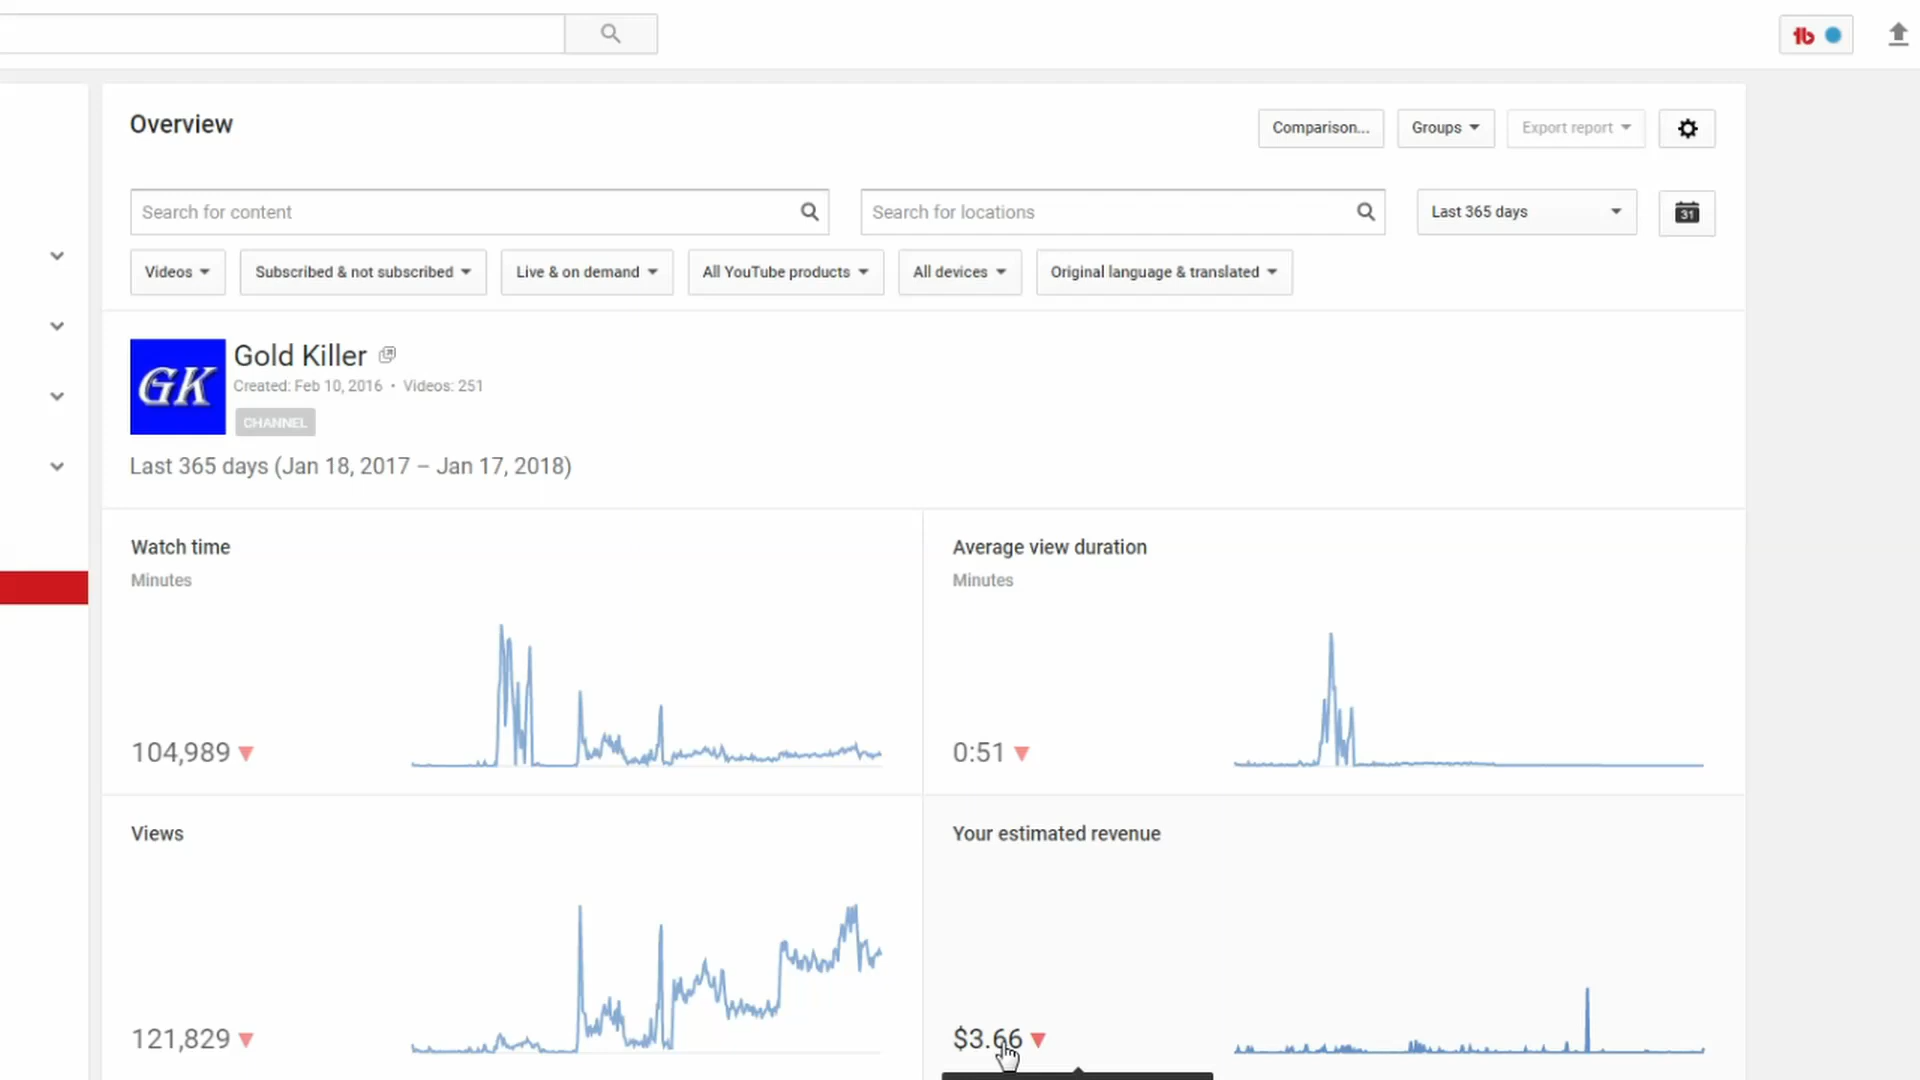 tb
Overview
Comparison...
Groups
Export report
Search for content
Search for locations
Last 365 days
31
Videos
Subscribed & not subscribed
Live & on demand
All YouTube products
All devices
Original language & translated
GK
Gold Killer
Created: Feb 10, 2016 • Videos: 251
CHANNEL
Last 365 days (Jan 18, 2017 – Jan 17, 2018)
Watch time
Minutes
104,989
Average view duration
Minutes
0:51
Views
121,829
Your estimated revenue
$3.66